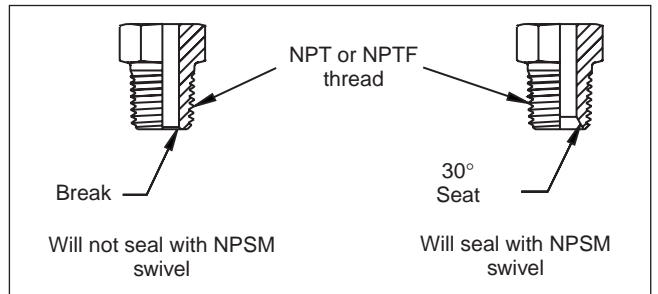 NPT or NPTF
thread
Break
30°
Seat
Will not seal with NPSM
swivel
Will seal with NPSM
swivel